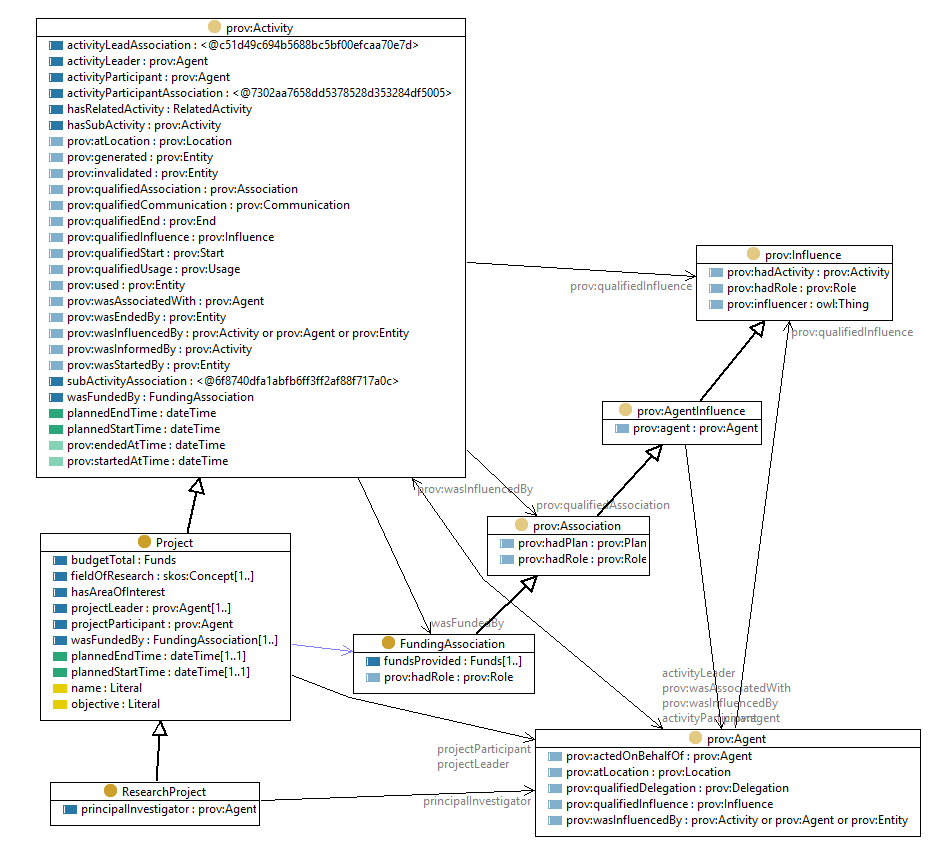 prov:Activity
activityLeadAssociation : <@c51d49c694b5688bc5bf00efcaa70e7d>
activityLeader : prov:Agent
activityParticipant : prov:Agent
activityParticipantAssociation : <@7302aa7658dd5378528d353284df5005>
hasRelatedActivity : RelatedActivity
hasSubActivity : prov:Activity
prov:atLocation : prov:Location
prov:generated : prov:Entity
prov:invalidated : prov:Entity
prov:qualifiedAssociation : prov:Association
prov:qualifiedCommunication : prov:Communication
prov:qualifiedEnd : prov:End
prov:qualifiedInfluence : prov:Influence
prov:qualifiedStart : prov:Start
prov:qualifiedUsage : prov:Usage
prov:used : prov:Entity
prov:wasAssociatedWith : prov:Agent
prov:wasEndedBy : prov:Entity
prov:wasInfluencedBy : prov:Activity or prov:Agent or prov:Entity
prov:wasInformedBy : prov:Activity
prov:wasStartedBy : prov:Entity
subActivityAssociation : <@6f8740dfa1abfb6ff3ff2af88f717a0c>
wasFundedBy : FundingAssociation
plannedEndTime : dateTime
plannedStartTime : dateTime
prov:endedAtTime : dateTime
prov:startedAtTime : dateTime
prov:Influence
prov:hadActivity : prov:Activity
prov:hadRole : prov:Role
prov:influencer : owl:Thing
prov:qualifiedInfluence
prov:qualifiedInfluence
prov:AgentInfluence
prov:agent : prov:Agent
prov:wasInfluencedBy
prov:qualifiedAssociation
prov:Association
prov:hadPlan : prov:Plan
prov:hadRole : prov:Role
Project
budgetTotal : Funds
fieldOfResearch : skos:Concept[1..]
hasAreaOfInterest
projectLeader : prov:Agent[1..]
projectParticipant : prov:Agent
wasFundedBy : FundingAssociation[1..]
plannedEndTime : dateTime[1..1]
plannedStartTime : dateTime[1..1]
name : Literal
objective : Literal
wasFundedBy
FundingAssociation
fundsProvided : Funds[1..]
prov:hadRole : prov:Role
activityLeader
prov:wasAssociatedWith
prov:wasInfluencedBy
activityParticipant
prov:agent
projectParticipant
projectLeader
prov:Agent
prov:actedOnBehalfOf : prov:Agent
prov:atLocation : prov:Location
prov:qualifiedDelegation : prov:Delegation
prov:qualifiedInfluence : prov:Influence
prov:wasInfluencedBy : prov:Activity or prov:Agent or prov:Entity
ResearchProject
principalInvestigator : prov:Agent
principalInvestigator